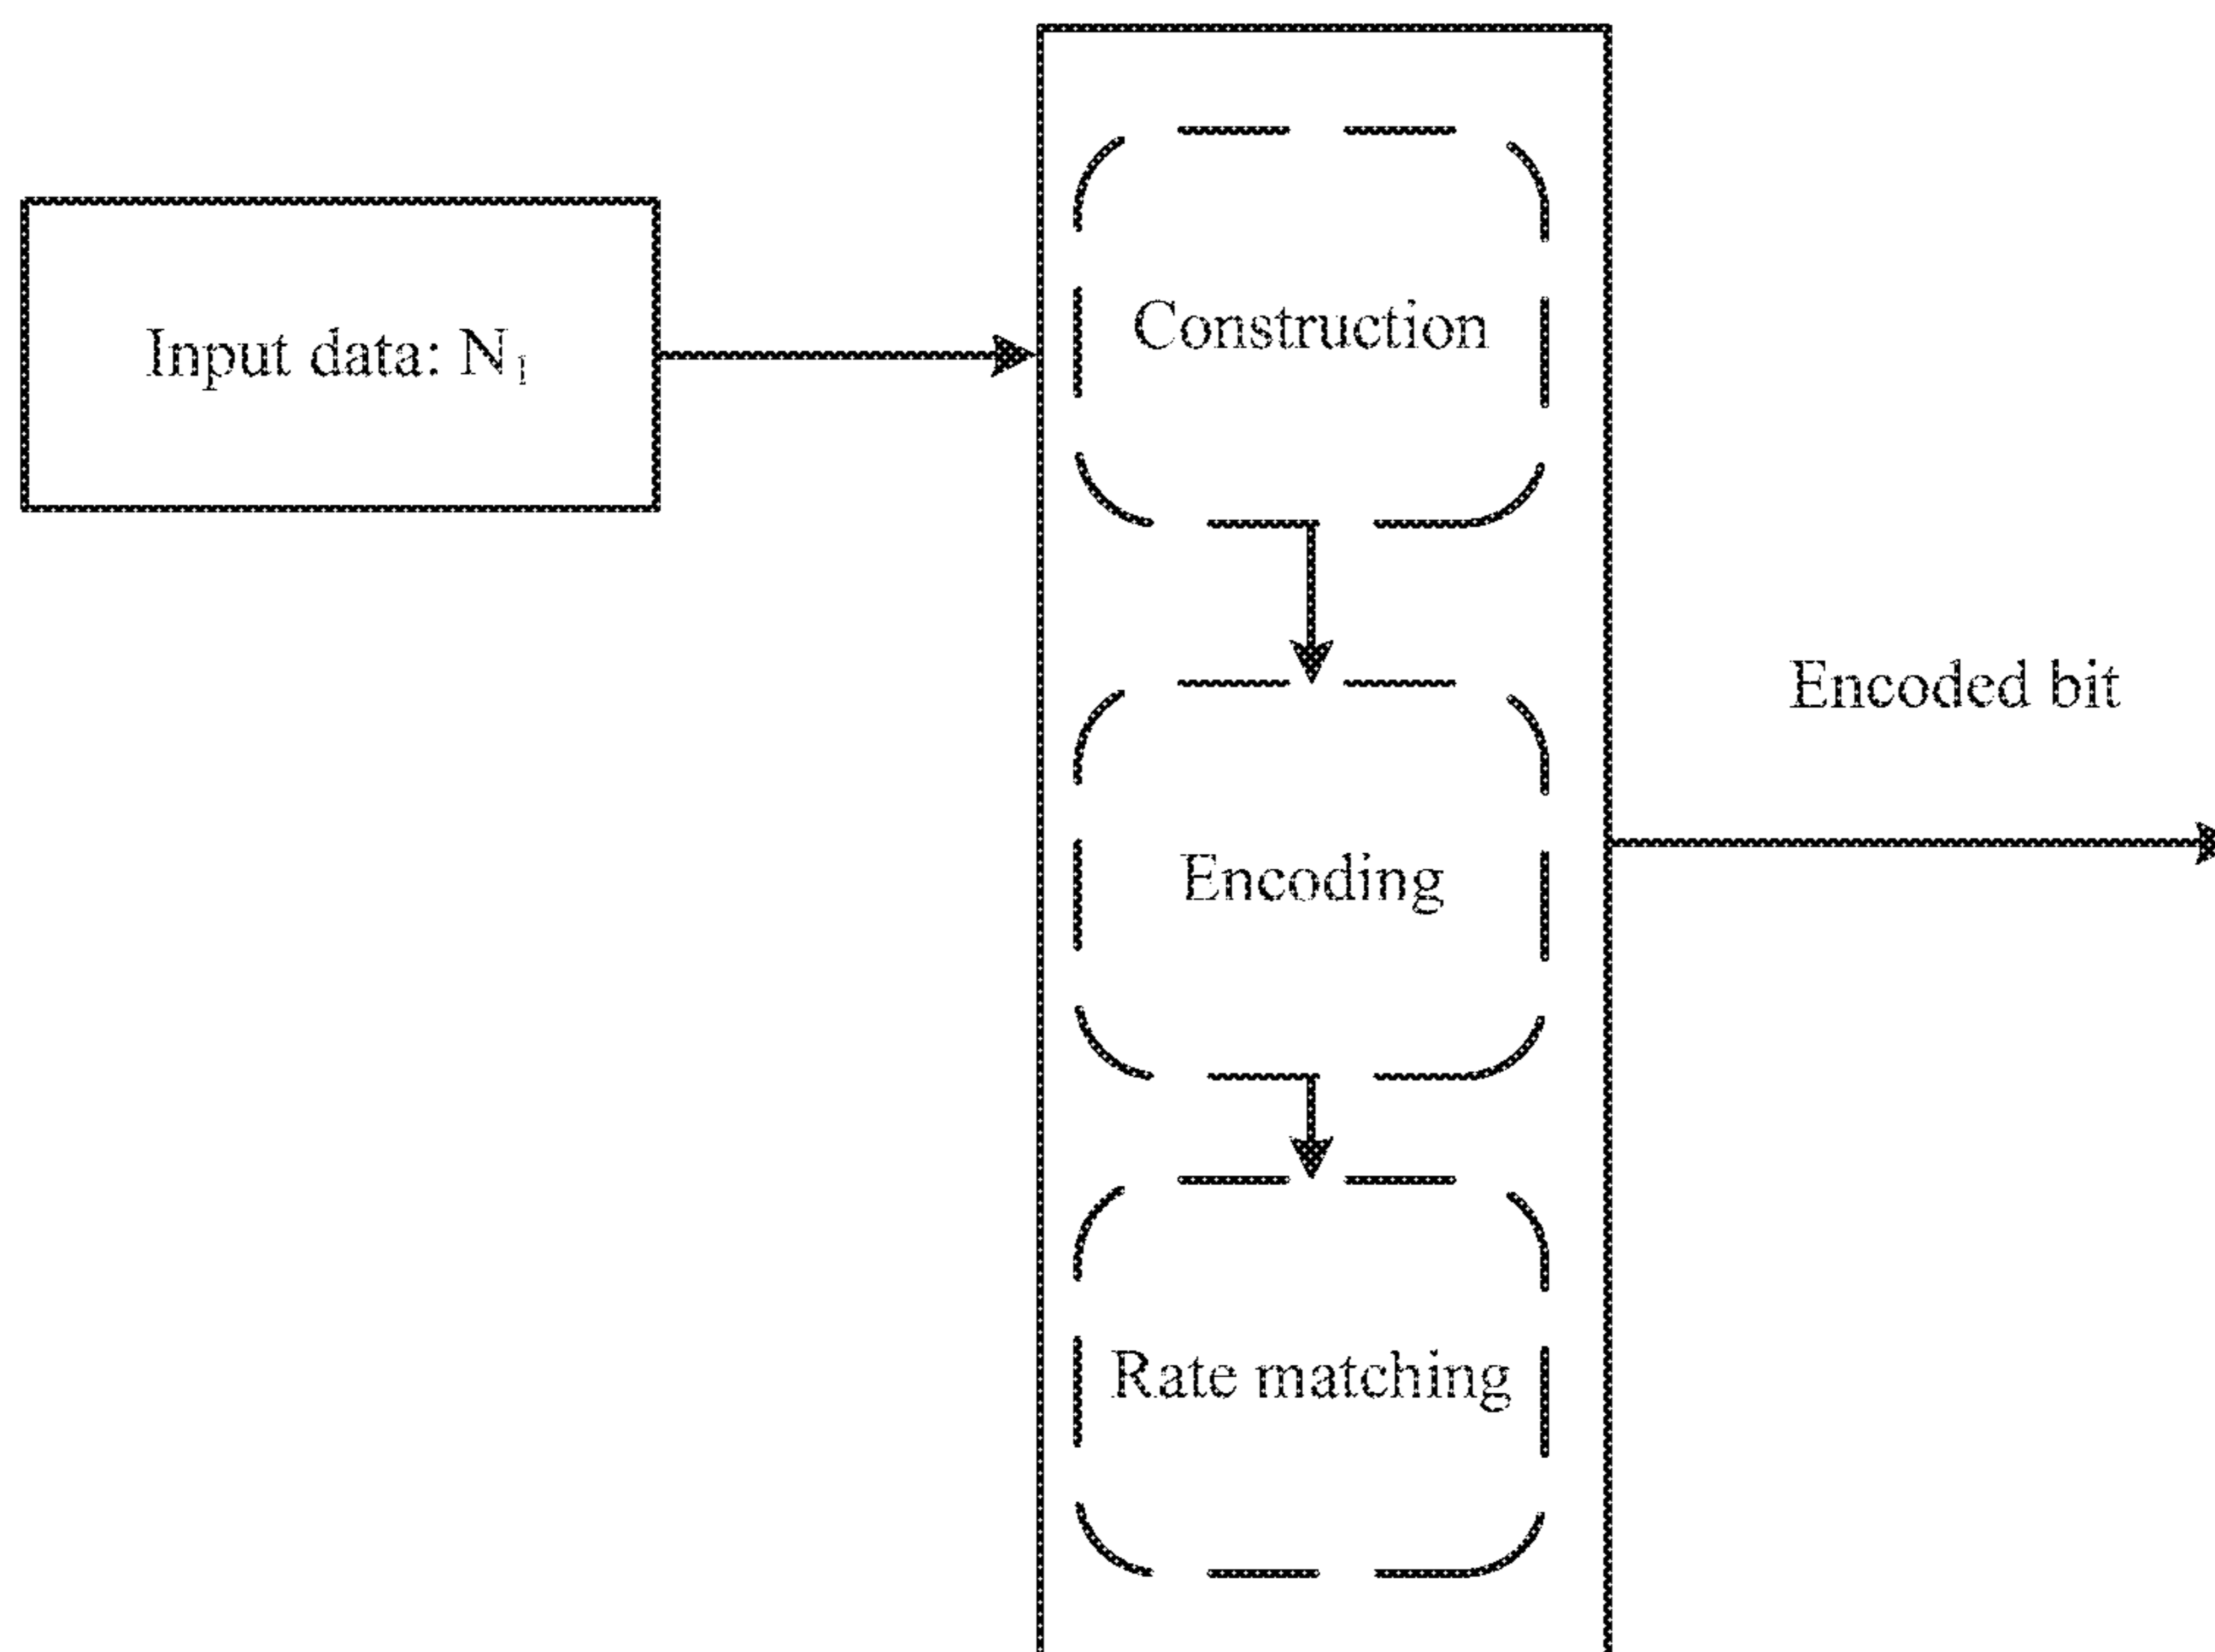 Construction
Input data: N₁
Encoded bit
Encoding
Rate matching